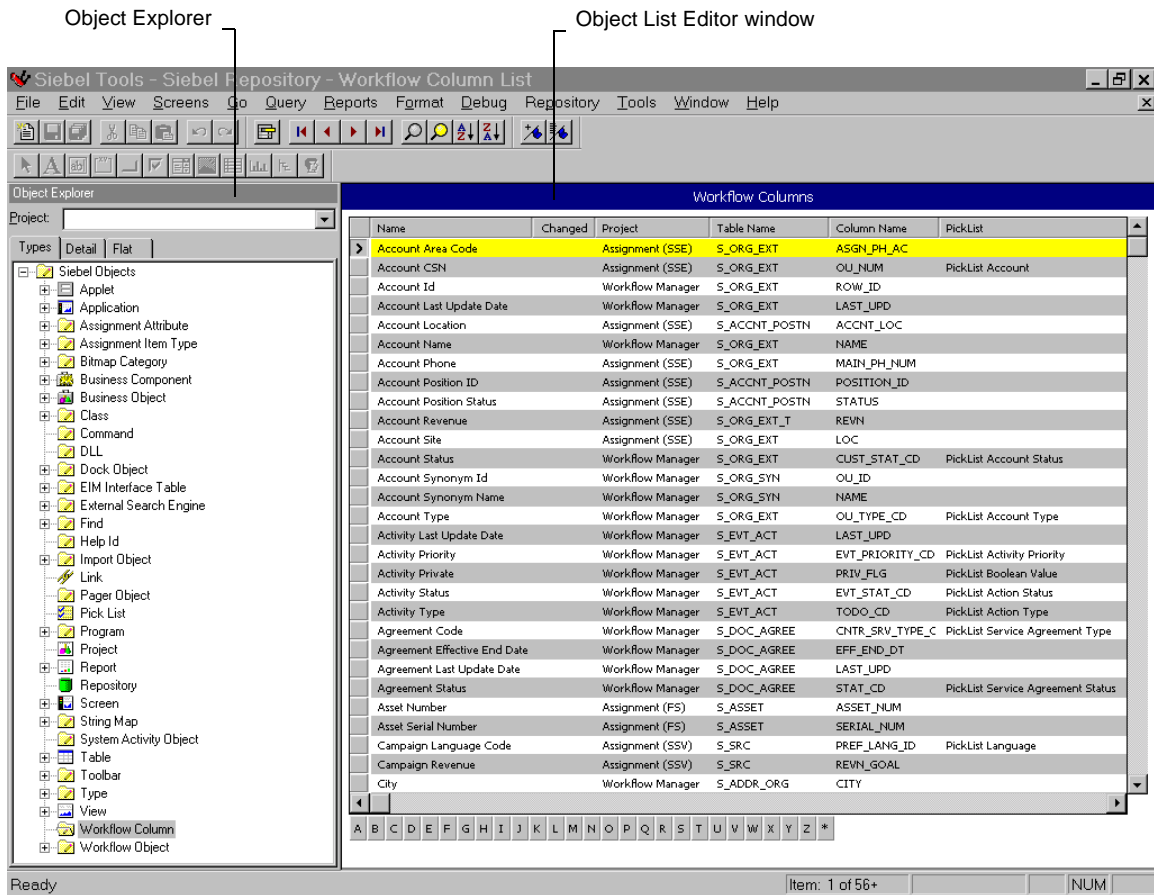 Object Explorer
Object List Editor window
Siebel Tools - Siebel Repository - Workflow Column List
File Edit View Screens Go Query Reports Format Debug Repository Tools Window Help
Object Explorer
Workflow Columns
Project:
Types Detail Flat
Siebel Objects
Applet
Application
Assignment Attribute
Assignment Item Type
Bitmap Category
Business Component
Business Object
Class
Command
DLL
Dock Object
EIM Interface Table
External Search Engine
Find
Help Id
Import Object
Link
Pager Object
Pick List
Program
Project
Report
Repository
Screen
String Map
System Activity Object
Table
Toolbar
Type
View
Workflow Column
Workflow Object
Name Changed Project Table Name Column Name PickList
Account Area Code Assignment (SSE) S_ORG_EXT ASGN_PH_AC
Account CSN Assignment (SSE) S_ORG_EXT OU_NUM PickList Account
Account Id Workflow Manager S_ORG_EXT ROW_ID
Account Last Update Date Workflow Manager S_ORG_EXT LAST_UPD
Account Location Assignment (SSE) S_ACCNT_POSTN ACCNT_LOC
Account Name Workflow Manager S_ORG_EXT NAME
Account Phone Assignment (SSE) S_ORG_EXT MAIN_PH_NUM
Account Position ID Assignment (SSE) S_ACCNT_POSTN POSITION_ID
Account Position Status Assignment (SSE) S_ACCNT_POSTN STATUS
Account Revenue Assignment (SSE) S_ORG_EXT_T REVN
Account Site Assignment (SSE) S_ORG_EXT LOC
Account Status Workflow Manager S_ORG_EXT CUST_STAT_CD PickList Account Status
Account Synonym Id Workflow Manager S_ORG_SYN OU_ID
Account Synonym Name Workflow Manager S_ORG_SYN NAME
Account Type Workflow Manager S_ORG_EXT OU_TYPE_CD PickList Account Type
Activity Last Update Date Workflow Manager S_EVT_ACT LAST_UPD
Activity Priority Workflow Manager S_EVT_ACT EVT_PRIORITY_CD PickList Activity Priority
Activity Private Workflow Manager S_EVT_ACT PRIV_FLG PickList Boolean Value
Activity Status Workflow Manager S_EVT_ACT EVT_STAT_CD PickList Action Status
Activity Type Workflow Manager S_EVT_ACT TODO_CD PickList Action Type
Agreement Code Workflow Manager S_DOC_AGREE CNTR_SRV_TYPE_C PickList Service Agreement Type
Agreement Effective End Date Workflow Manager S_DOC_AGREE EFF_END_DT
Agreement Last Update Date Workflow Manager S_DOC_AGREE LAST_UPD
Agreement Status Workflow Manager S_DOC_AGREE STAT_CD PickList Service Agreement Status
Asset Number Assignment (FS) S_ASSET ASSET_NUM
Asset Serial Number Assignment (FS) S_ASSET SERIAL_NUM
Campaign Language Code Assignment (SSV) S_SRC PREF_LANG_ID PickList Language
Campaign Revenue Assignment (SSV) S_SRC REVN_GOAL
City Workflow Manager S_ADDR_ORG CITY
A B C D E F G H I J K L M N O P Q R S T U V W X Y Z *
Ready Item: 1 of 56+ NUM